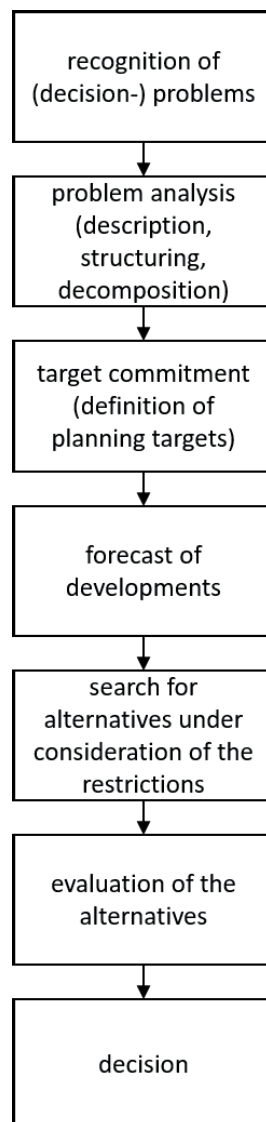 recognition of
(decision-) problems
problem analysis
(description,
structuring,
decomposition)
target commitment
(definition of
planning targets)
forecast of
developments
search for
alternatives under
consideration of the
restrictions
evaluation of the
alternatives
decision